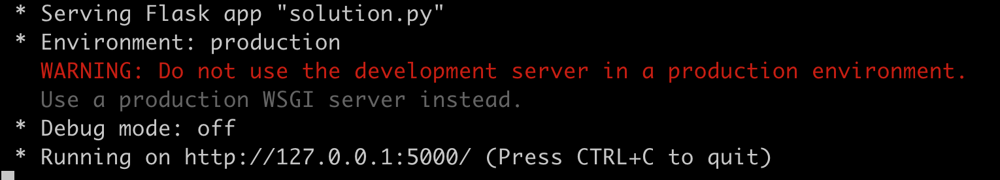 * Serving Flask app "solution.py"
* Environment: production
WARNING: Do not use the development server in a production environment.
Use a production WSGI server instead.
* Debug mode: off
* Running on http://127.0.0.1:5000/ (Press CTRL+C to quit)